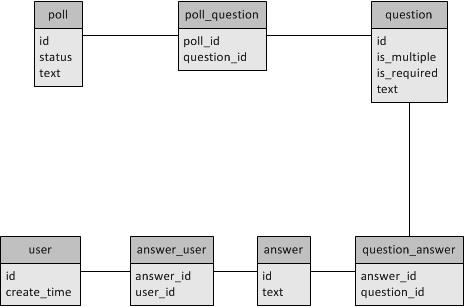 poll
id
status
text
poll_question
poll_id
question_id
question
id
is_multiple
is_required
text
user
id
create_time
answer_user
answer_id
user_id
answer
id
text
question_answer
answer_id
question_id